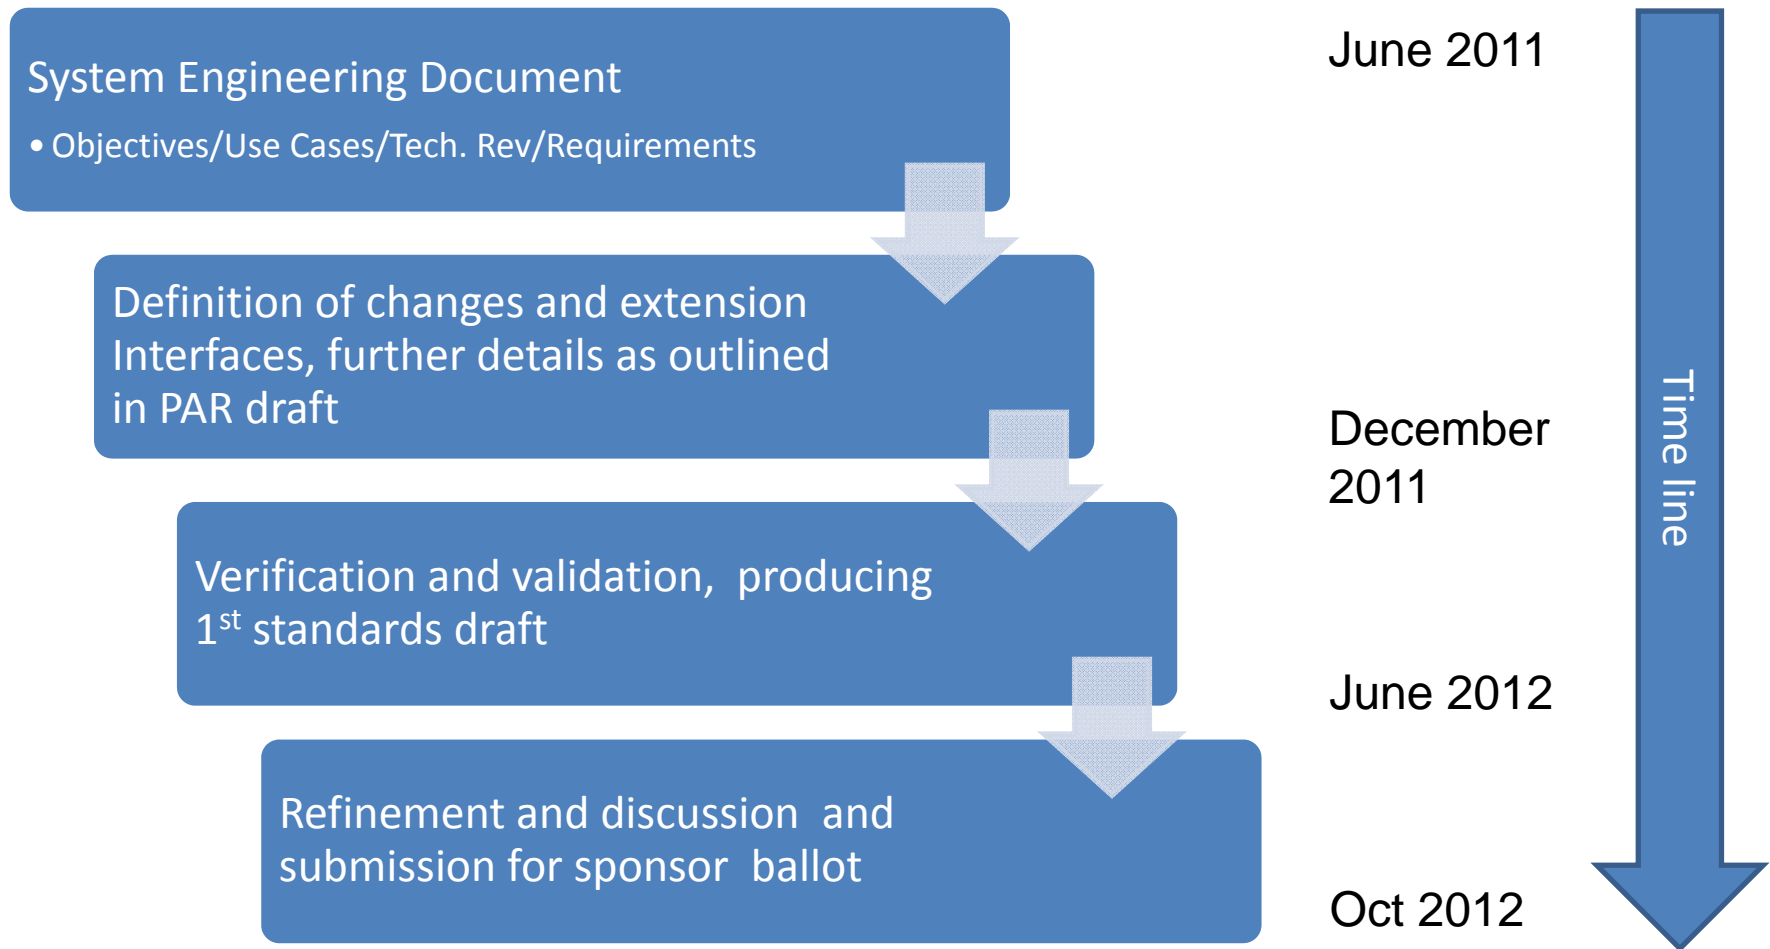 System Engineering Document
• Objectives/Use Cases/Tech. Rev/Requirements
June 2011
Definition of changes and extension
Interfaces, further details as outlined
in PAR draft
December
2011
Verification and validation,  producing
1st standards draft
June 2012
Refinement and discussion  and
submission for sponsor  ballot
Oct 2012
Time line